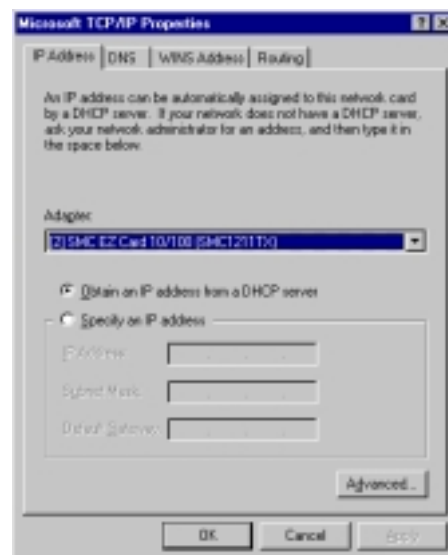 Microsoft TCP/IP Properties
IP Address DNS WINS Address Routing
An IP address can be automatically assigned to this network card
by a DHCP server. If your network does not have a DHCP server,
ask your network administrator for an address, and then type it in
the space below.
Adapter:
[2] SMC EZ Card 10/100 (SMC1211TX)
Obtain an IP address from a DHCP server
Specify an IP address
IP Address:
Subnet Mask:
Default Gateway:
Advanced...
OK Cancel Apply